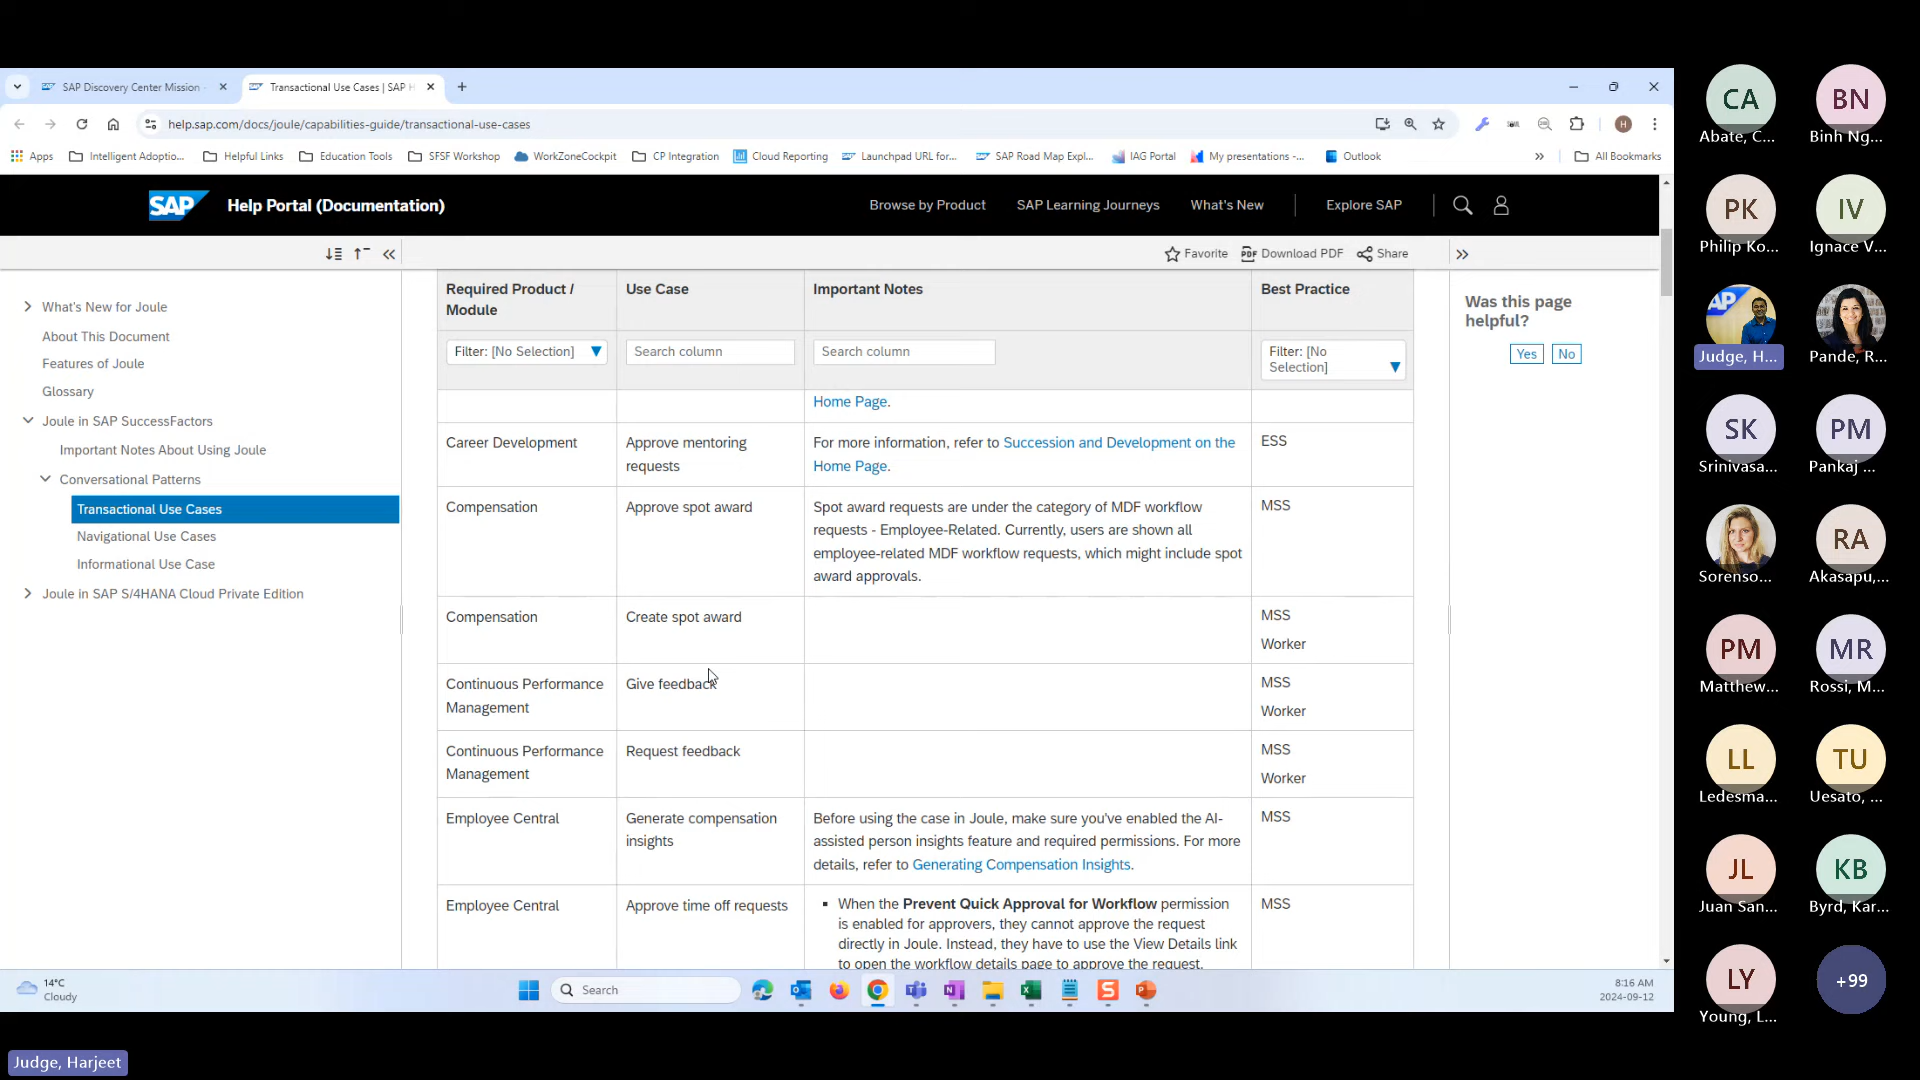 SAP Discovery Center Mission
Transactional Use Cases | SAP H
help.sap.com/docs/joule/capabilities-guide/transactional-use-cases
H
Apps
Intelligent Adoptio...
Helpful Links
Education Tools
SFSF Workshop
WorkZoneCockpit
CP Integration
Cloud Reporting
Launchpad URL for...
SAP Road Map Expl...
IAG Portal
My presentations -...
Outlook
All Bookmarks
SAP
Help Portal (Documentation)
Browse by Product
SAP Learning Journeys
What's New
Explore SAP
Favorite
PDF Download PDF
Share
What's New for Joule
About This Document
Features of Joule
Glossary
Joule in SAP SuccessFactors
Important Notes About Using Joule
Conversational Patterns
Transactional Use Cases
Navigational Use Cases
Informational Use Case
Joule in SAP S/4HANA Cloud Private Edition
Required Product /
Module
Use Case
Important Notes
Best Practice
Filter: [No Selection]
Search column
Search column
Filter: [No
Selection]
Home Page.
Career Development
Approve mentoring
requests
For more information, refer to Succession and Development on the
Home Page.
ESS
Compensation
Approve spot award
Spot award requests are under the category of MDF workflow
requests - Employee-Related. Currently, users are shown all
employee-related MDF workflow requests, which might include spot
award approvals.
MSS
Compensation
Create spot award
MSS
Worker
Continuous Performance
Management
Give feedback
MSS
Worker
Continuous Performance
Management
Request feedback
MSS
Worker
Employee Central
Generate compensation
insights
Before using the case in Joule, make sure you've enabled the AI-
assisted person insights feature and required permissions. For more
details, refer to Generating Compensation Insights.
MSS
Employee Central
Approve time off requests
When the Prevent Quick Approval for Workflow permission
is enabled for approvers, they cannot approve the request
directly in Joule. Instead, they have to use the View Details link
to open the workflow details page to approve the request.
MSS
Was this page
helpful?
Yes
No
14°C
Cloudy
Search
8:16 AM
2024-09-12
CA
Abate, C...
BN
Binh Ng...
PK
Philip Ko...
IV
Ignace V...
AP
Judge, H...
Pande, R...
SK
Srinivasa...
PM
Pankaj ...
Sorenso...
RA
Akasapu,...
PM
Matthew...
MR
Rossi, M...
LL
Ledesma...
TU
Uesato, ...
JL
Juan San...
KB
Byrd, Kar...
LY
Young, L...
+99
Judge, Harjeet